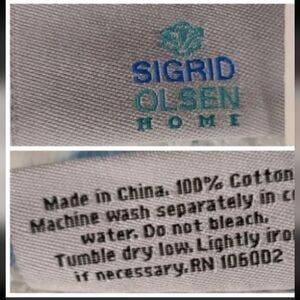 SIGRID
OLSEN
HOME
Made in China. 100% Cotton
Machine wash separately in
water. Do not bleach.
Tumble dry low. Lightly iro
if necessary. RN 106002